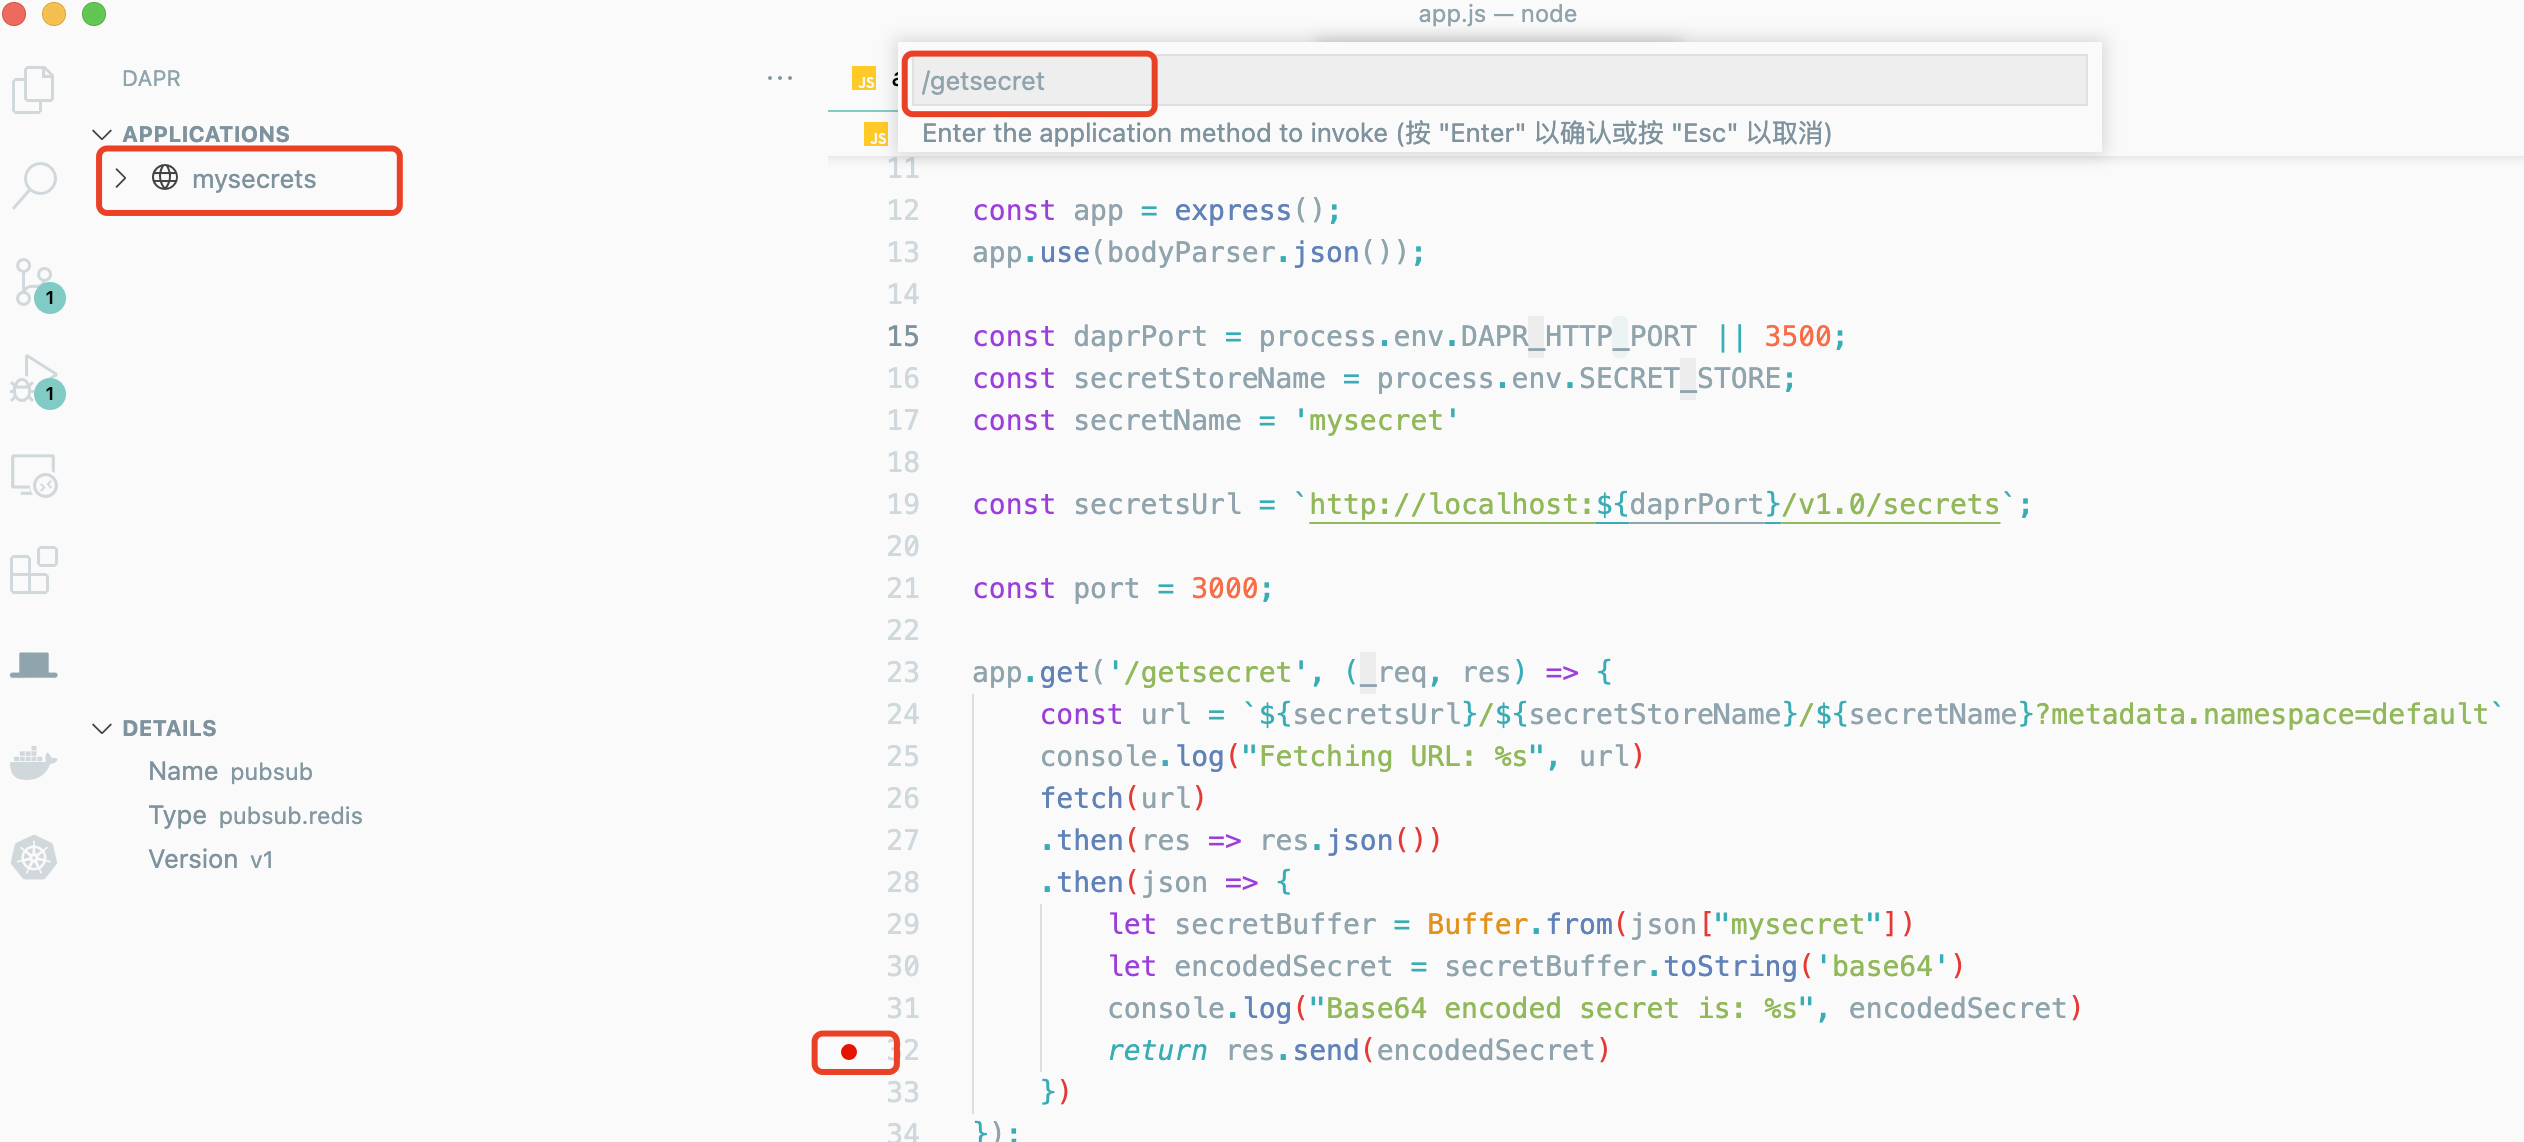 app.js — node
DAPR
···
APPLICATIONS
mysecrets
1
1
DETAILS
Name pubsub
Type pubsub.redis
Version v1
JS
/getsecret
JS
Enter the application method to invoke (按 "Enter" 以确认或按 "Esc" 以取消)
11
12 const app = express();
13 app.use(bodyParser.json());
14
15 const daprPort = process.env.DAPR_HTTP_PORT || 3500;
16 const secretStoreName = process.env.SECRET_STORE;
17 const secretName = 'mysecret'
18
19 const secretsUrl = `http://localhost:${daprPort}/v1.0/secrets`;
20
21 const port = 3000;
22
23 app.get('/getsecret', (_req, res) => {
24 const url = `${secretsUrl}/${secretStoreName}/${secretName}?metadata.namespace=default`
25 console.log("Fetching URL: %s", url)
26 fetch(url)
27 .then(res => res.json())
28 .then(json => {
29 let secretBuffer = Buffer.from(json["mysecret"])
30 let encodedSecret = secretBuffer.toString('base64')
31 console.log("Base64 encoded secret is: %s", encodedSecret)
32 return res.send(encodedSecret)
33 })
34 });